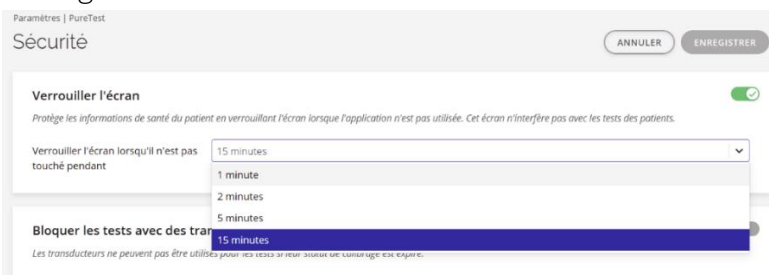 Paramètres | PureTest
Sécurité
ANNULER
ENREGISTRER
Verrouiller l'écran
Protège les informations de santé du patient en verrouillant l'écran lorsque l'application n'est pas utilisée. Cet écran n'interfère pas avec les tests des patients.
Verrouiller l'écran lorsqu'il n'est pas
touché pendant
15 minutes
1 minute
2 minutes
5 minutes
15 minutes
Bloquer les tests avec des
Les transducteurs ne peuvent pas être utilisés pour les tests si leur statut de calibrage est expiré.